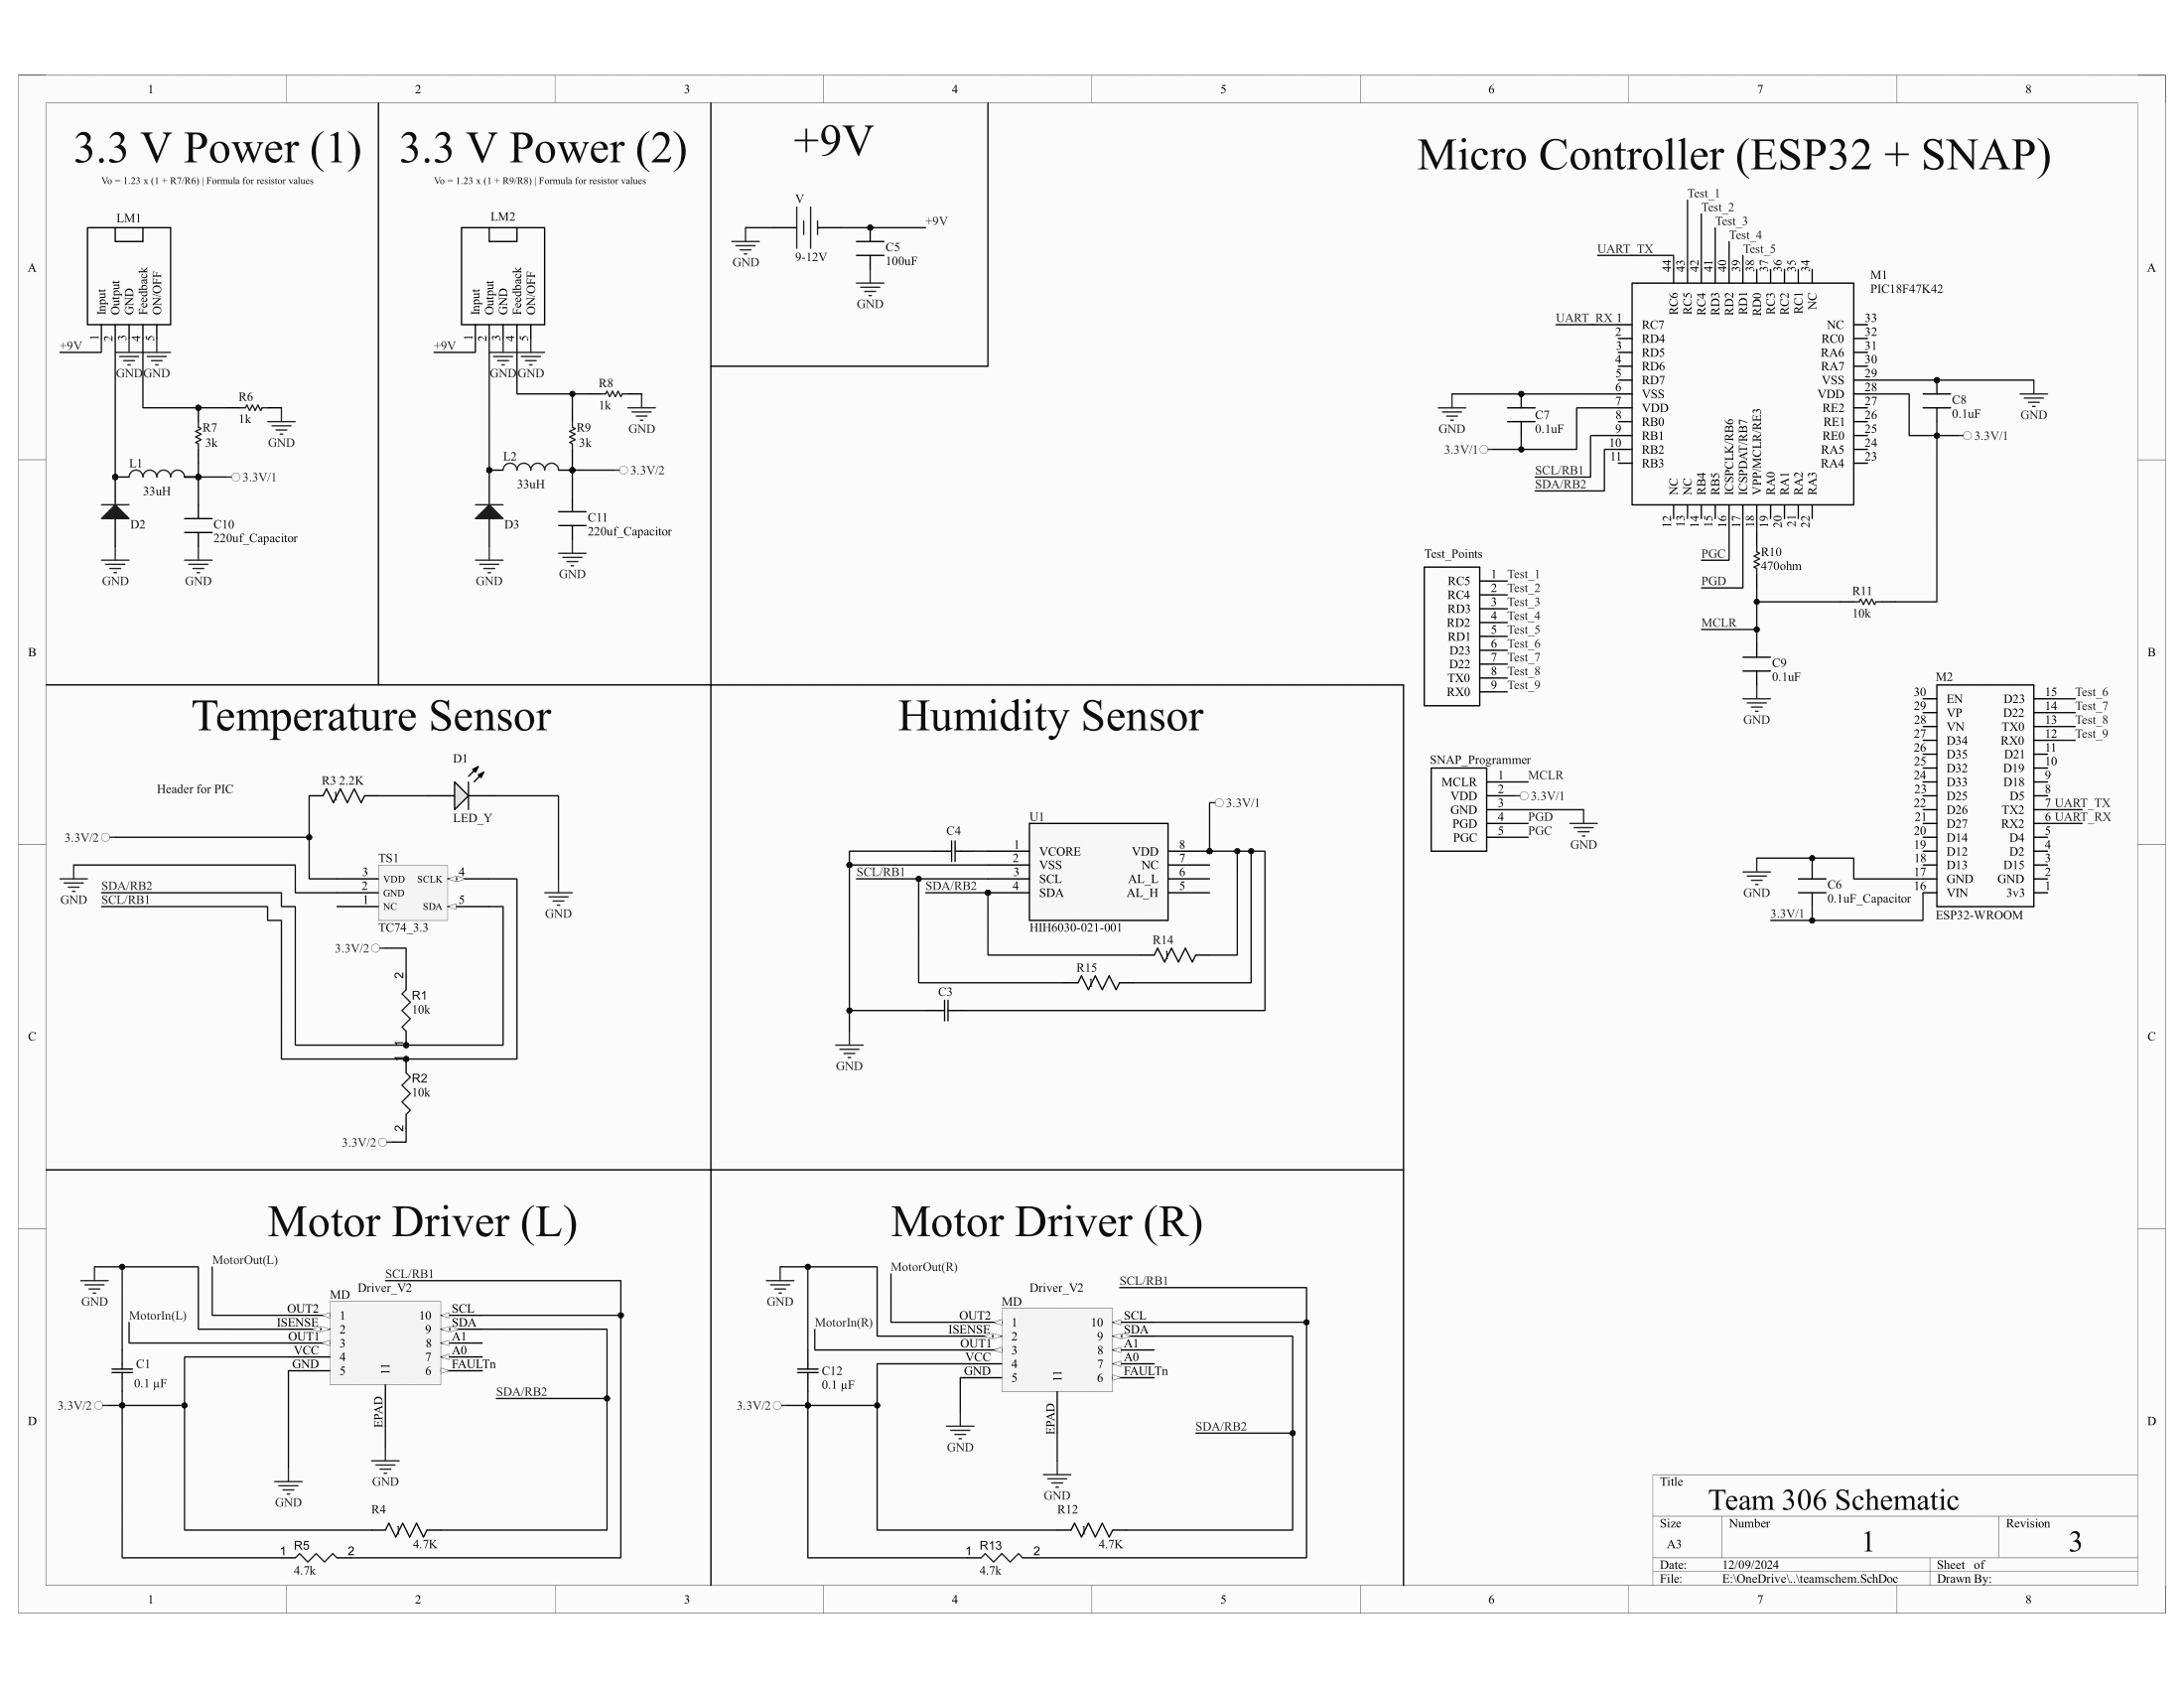 1 2 3 4 5 6 7 8
A
B
C
D
3.3 V Power (1)
Vo = 1.23 x (1 + R7/R6) | Formula for resistor values
LM1
Input
Output
GND
Feedback
ON/OFF
1
2
3
4
5
+9V
GND
GND
R6
1k
GND
R7
3k
L1
33uH
3.3V/1
D2
C10
220uf_Capacitor
GND
GND
3.3 V Power (2)
Vo = 1.23 x (1 + R9/R8) | Formula for resistor values
LM2
Input
Output
GND
Feedback
ON/OFF
1
2
3
4
5
+9V
GND
GND
R8
1k
GND
R9
3k
L2
33uH
3.3V/2
D3
C11
220uf_Capacitor
GND
GND
+9V
V
9-12V
GND
+9V
C5
100uF
GND
Micro Controller (ESP32 + SNAP)
Test_1
Test_2
Test_3
Test_4
Test_5
UART_TX
44
43
42
41
40
39
38
37
36
35
34
M1
PIC18F47K42
RC6
RC5
RC4
RD3
RD2
RD1
RD0
RC3
RC2
RC1
NC
UART_RX 1 RC7
2 RD4
3 RD5
4 RD6
5 RD7
6 VSS
7 VDD
8 RB0
9 RB1
10 RB2
11 RB3
NC 33
RC0 32
RA6 31
RA7 30
VSS 29
VDD 28
RE2 27
RE1 26
RE0 25
RA5 24
RA4 23
NC
NC
RB4
RB5
ICSPCLK/RB6
ICSPDAT/RB7
VPP/MCLR/RE3
RA0
RA1
RA2
RA3
12
13
14
15
16
17
18
19
20
21
22
GND
C7
0.1uF
3.3V/1
SCL/RB1
SDA/RB2
C8
0.1uF
GND
3.3V/1
PGC
PGD
R10
470ohm
R11
10k
MCLR
C9
0.1uF
GND
Test_Points
RC5 1 Test_1
RC4 2 Test_2
RD3 3 Test_3
RD2 4 Test_4
RD1 5 Test_5
D23 6 Test_6
D22 7 Test_7
TX0 8 Test_8
RX0 9 Test_9
SNAP_Programmer
MCLR 1 MCLR
VDD 2 3.3V/1
GND 3
PGD 4 PGD
PGC 5 PGC
GND
M2
30 EN D23 15 Test_6
29 VP D22 14 Test_7
28 VN TX0 13 Test_8
27 D34 RX0 12 Test_9
26 D35 D21 11
25 D32 D19 10
24 D33 D18 9
23 D25 D5 8
22 D26 TX2 7 UART_TX
21 D27 RX2 6 UART_RX
20 D14 D4 5
19 D12 D2 4
18 D13 D15 3
17 GND GND 2
16 VIN 3v3 1
ESP32-WROOM
GND
C6
0.1uF_Capacitor
3.3V/1
Temperature Sensor
Header for PIC
R3 2.2K
D1
LED_Y
3.3V/2
GND
SDA/RB2
SCL/RB1
TS1
3 VDD SCLK 4
2 GND
1 NC SDA 5
TC74_3.3
GND
3.3V/2
2
R1
10k
1
1
R2
10k
2
3.3V/2
Humidity Sensor
3.3V/1
U1
C4
1 VCORE VDD 8
2 VSS NC 7
SCL/RB1 3 SCL AL_L 6
SDA/RB2 4 SDA AL_H 5
HIH6030-021-001
R14
R15
C3
GND
Motor Driver (L)
MotorOut(L)
SCL/RB1
GND
Driver_V2
MD
MotorIn(L)
OUT2 1 10 SCL
ISENSE 2 9 SDA
OUT1 3 8 A1
VCC 4 7 A0
GND 5 6 FAULTn
11
C1
0.1 µF
3.3V/2
SDA/RB2
EPAD
GND
GND
R4
4.7K
1 R5 2
4.7k
Motor Driver (R)
MotorOut(R)
SCL/RB1
GND
Driver_V2
MD
MotorIn(R)
OUT2 1 10 SCL
ISENSE 2 9 SDA
OUT1 3 8 A1
VCC 4 7 A0
GND 5 6 FAULTn
11
C12
0.1 µF
3.3V/2
SDA/RB2
EPAD
GND
GND
R12
4.7K
1 R13 2
4.7k
Title
Team 306 Schematic
Size Number Revision
A3 1 3
Date: 12/09/2024 Sheet of
File: E:\OneDrive\..\teamschem.SchDoc Drawn By:
A
B
C
D
1 2 3 4 5 6 7 8